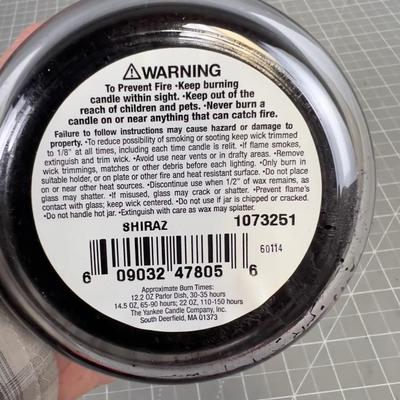 ⚠WARNING
To Prevent Fire •Keep burning
candle within sight. •Keep out of the
reach of children and pets. •Never burn a
candle on or near anything that can catch fire.
Failure to follow instructions may cause hazard or damage to
property. •To reduce possibility of smoking or sooting keep wick trimmed
to 1/8" at all times, including each time candle is relit. •If flame smokes,
extinguish and trim wick. •Avoid use near vents or in drafty areas. •Remove
wick trimmings, matches or other debris before each lighting. •Only burn in
suitable holder, on plate or other fire and heat resistant surface. •Do not place
on or near other heat sources. •Discontinue use when 1/2" of wax remains, as
glass may shatter. •If misused, glass may crack or shatter. •Prevent flame's
contact with glass; keep wick centered. •Do not use if jar is chipped or cracked.
•Do not handle hot jar. •Extinguish with care as wax may splatter.
SHIRAZ 1073251
60114
6 09032 47805 6
Approximate Burn Times:
12.2 OZ Parlor Dish, 30-35 hours
14.5 OZ, 65-90 hours; 22 OZ, 110-150 hours
The Yankee Candle Company, Inc.
South Deerfield, MA 01373